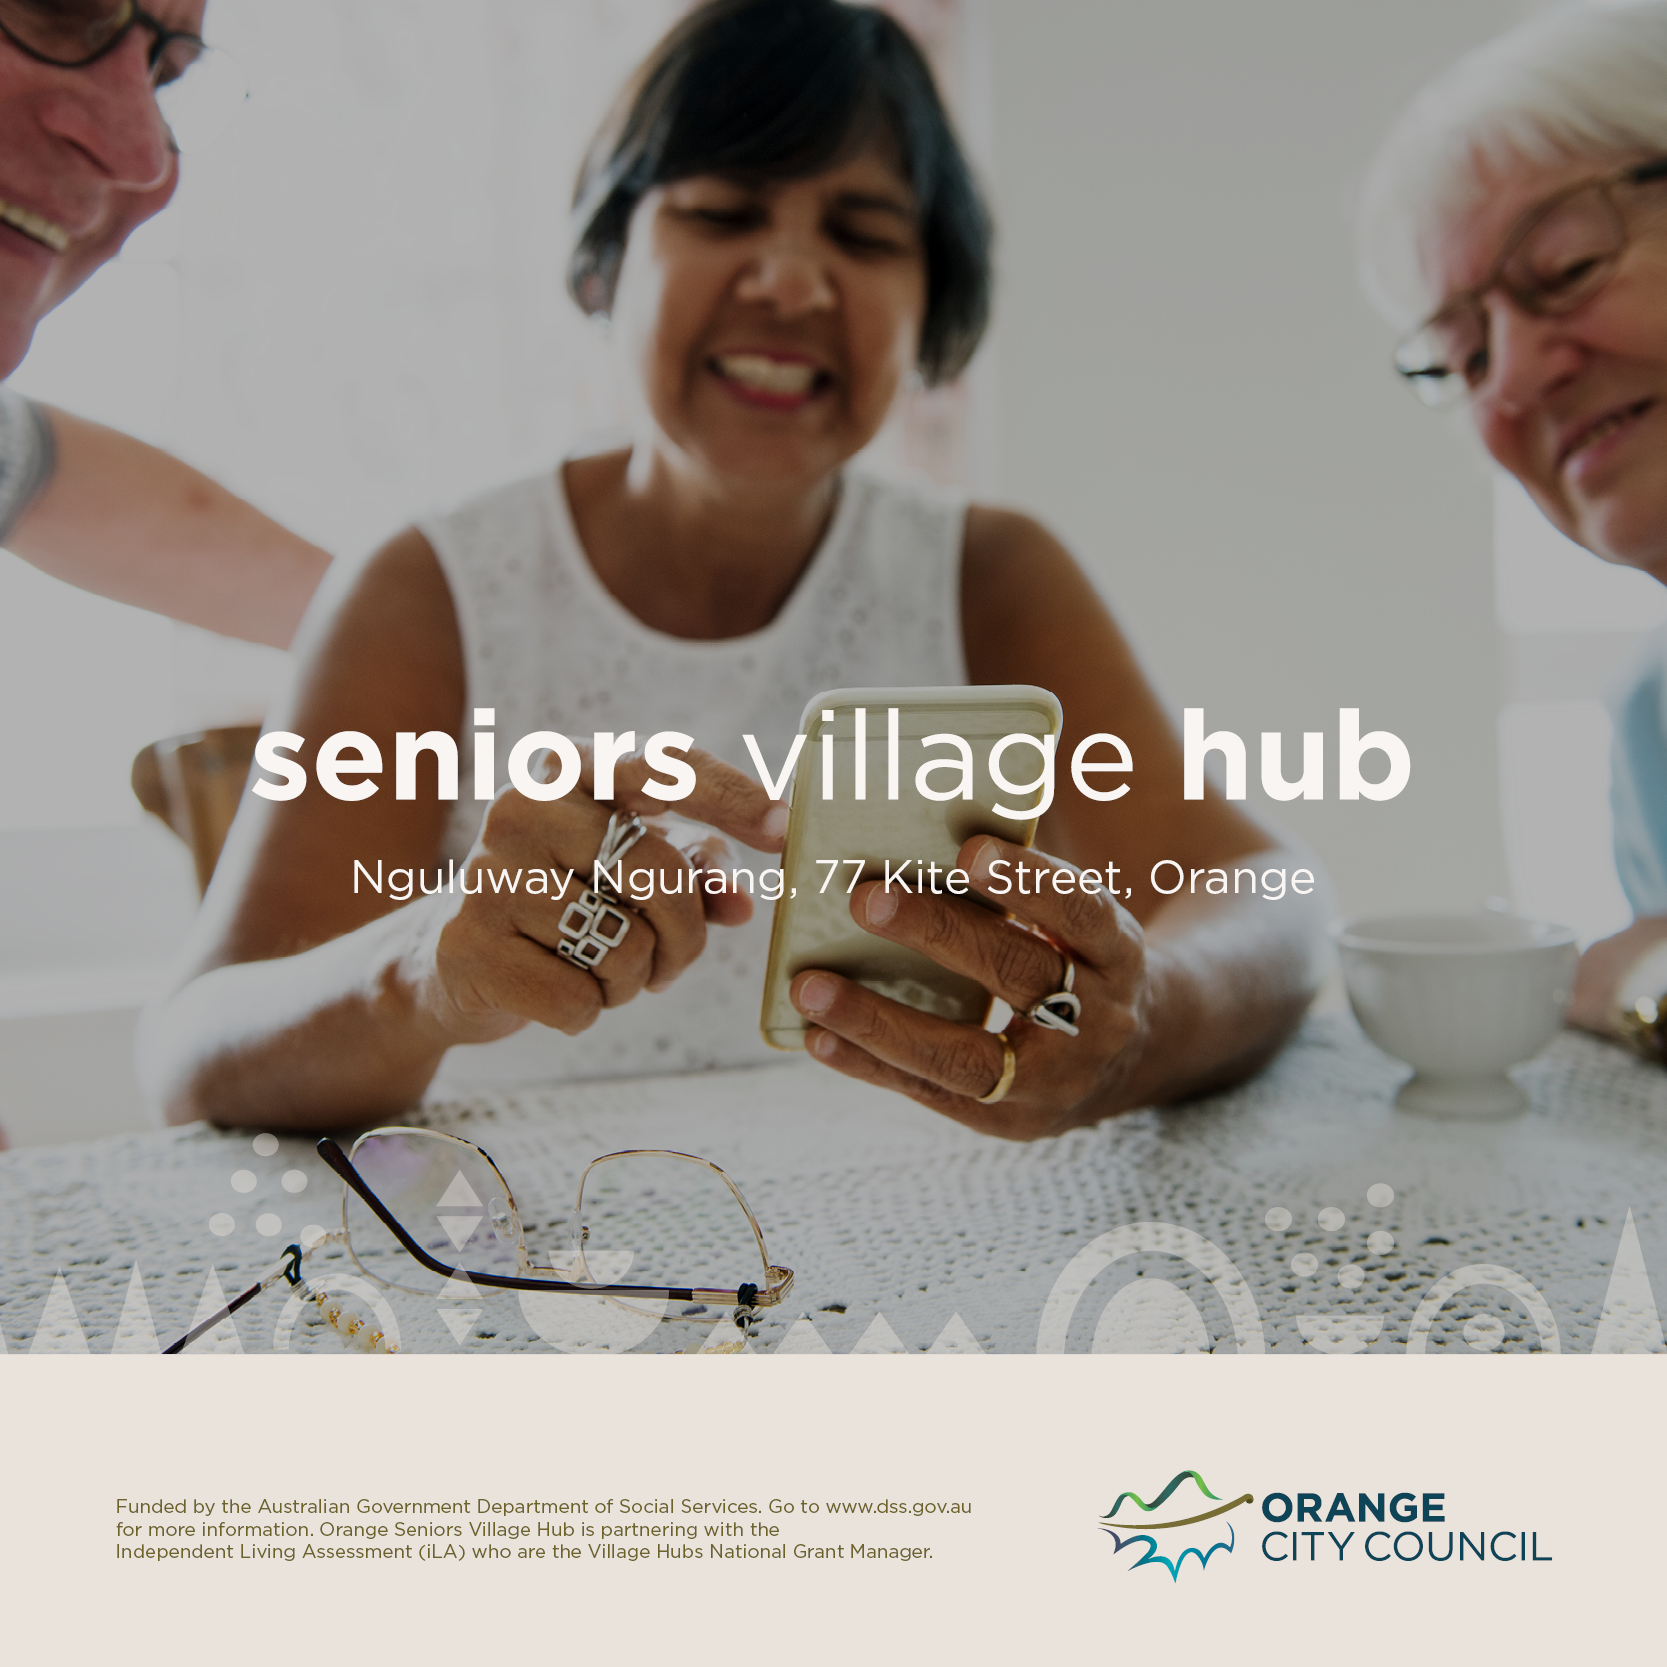 seniors village hub
Nguluway Ngurang, 77 Kite Street, Orange
Funded by the Australian Government Department of Social Services. Go to www.dss.gov.au
for more information. Orange Seniors Village Hub is partnering with the
Independent Living Assessment (iLA) who are the Village Hubs National Grant Manager.
ORANGE
CITY COUNCIL